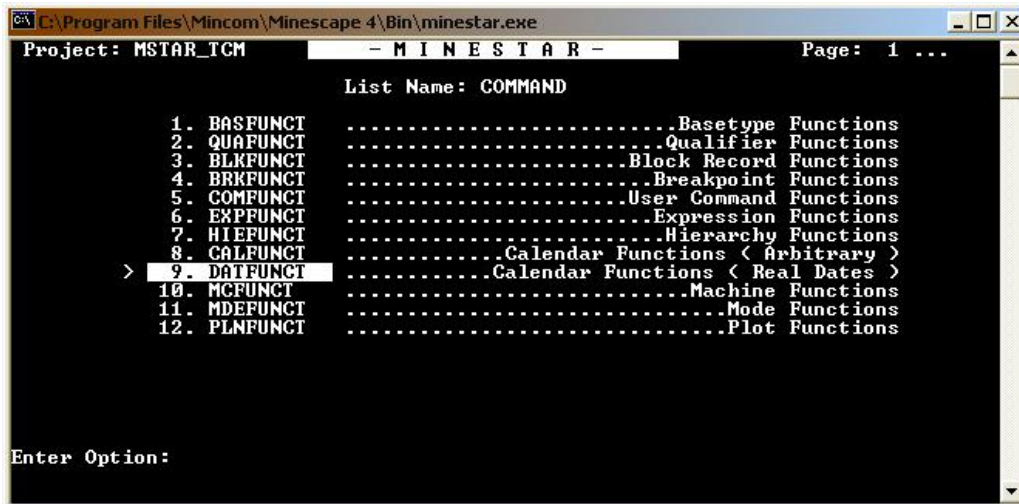 C:\Program Files\Mincom\Minescape 4\Bin\minestar.exe
Project: MSTAR_TCM - M I N E S T A R - Page: 1 ...
List Name: COMMAND
1. BASFUNCT ...........................Basetype Functions
2. QUAFUNCT ..........................Qualifier Functions
3. BLKFUNCT .......................Block Record Functions
4. BRKFUNCT .........................Breakpoint Functions
5. COMFUNCT .......................User Command Functions
6. EXPFUNCT .........................Expression Functions
7. HIEFUNCT ..........................Hierarchy Functions
8. CALFUNCT .............Calendar Functions ( Arbitrary )
> 9. DATFUNCT ............Calendar Functions ( Real Dates )
10. MCFUNCT ............................Machine Functions
11. MDEFUNCT ...............................Mode Functions
12. PLNFUNCT ...............................Plot Functions
Enter Option: